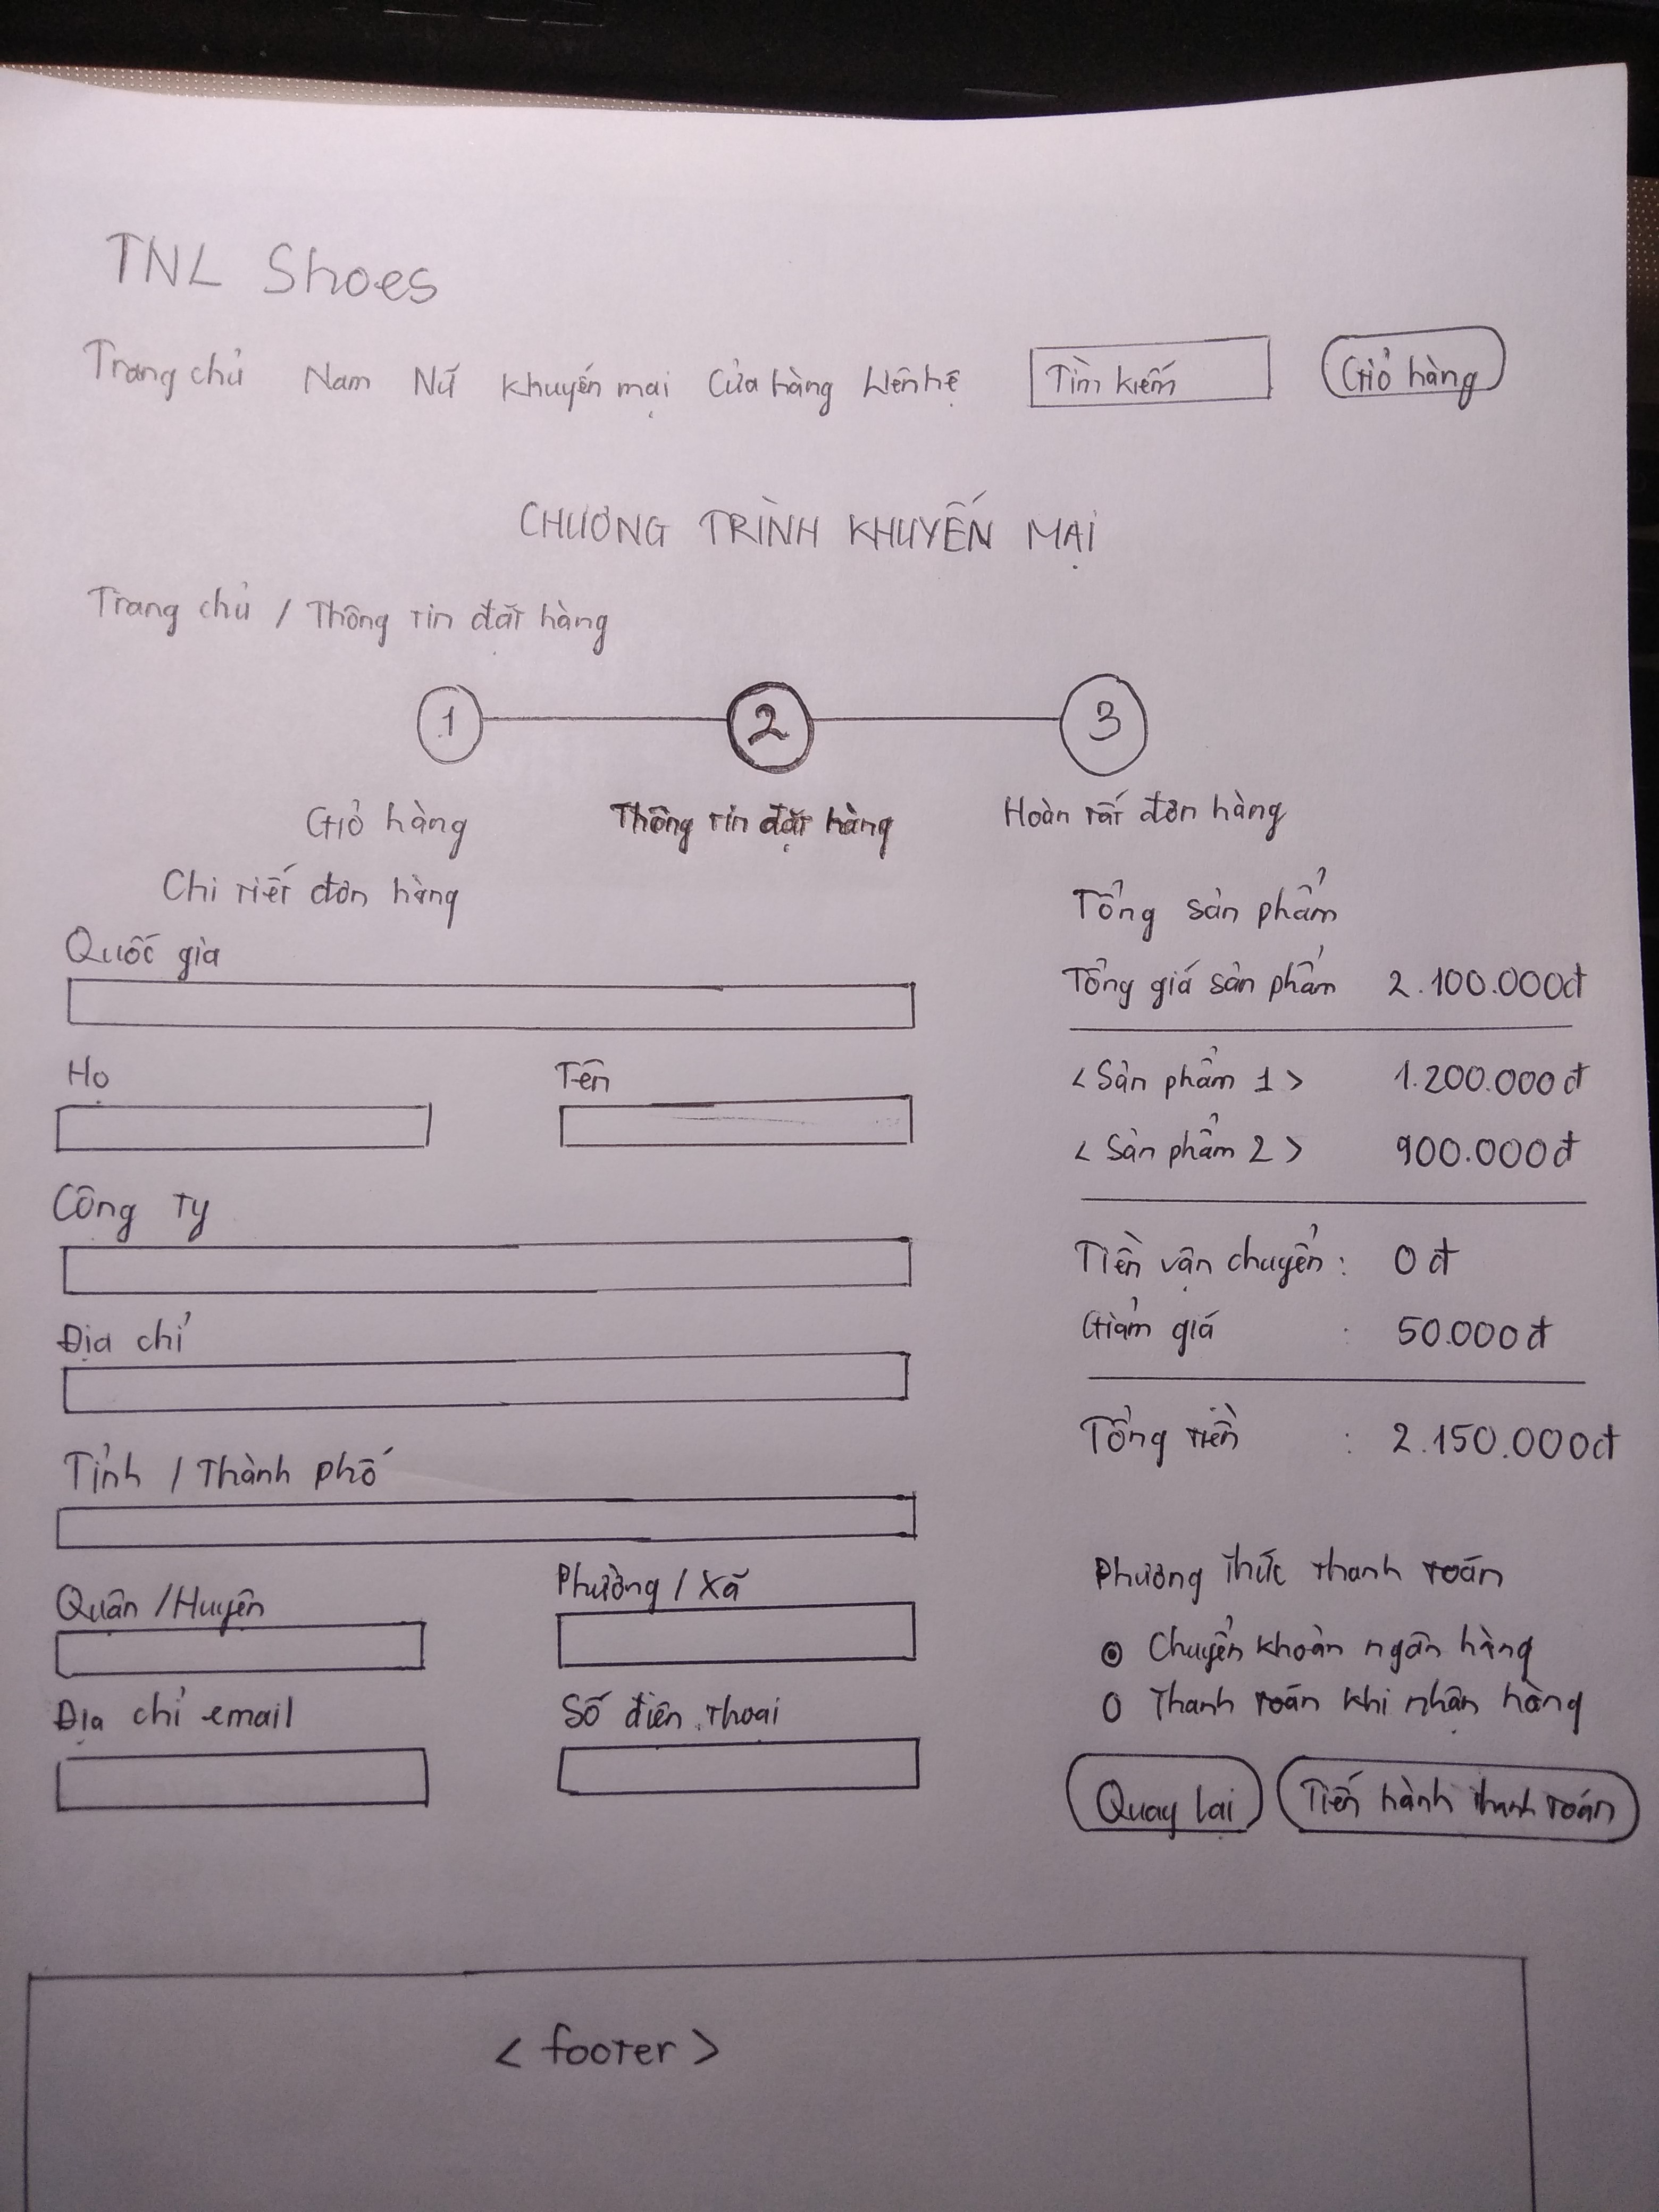 TNL Shoes
Trang chủ Nam Nữ Khuyến mại Cửa hàng Liên hệ Tìm kiếm Giỏ hàng
CHƯƠNG TRÌNH KHUYẾN MẠI
Trang chủ / Thông tin đặt hàng
1 2 3
Giỏ hàng Thông tin đặt hàng Hoàn tất đơn hàng
Chi tiết đơn hàng
Quốc gia
Họ Tên
Công ty
Địa chỉ
Tỉnh / Thành phố
Quận / Huyện Phường / Xã
Địa chỉ email Số điện thoại
Tổng sản phẩm
Tổng giá sản phẩm 2.100.000đ
< Sản phẩm 1 > 1.200.000đ
< Sản phẩm 2 > 900.000đ
Tiền vận chuyển : 0đ
Giảm giá : 50.000đ
Tổng tiền : 2.150.000đ
Phương thức thanh toán
Chuyển khoản ngân hàng
Thanh toán khi nhận hàng
Quay lại Tiến hành thanh toán
< footer >